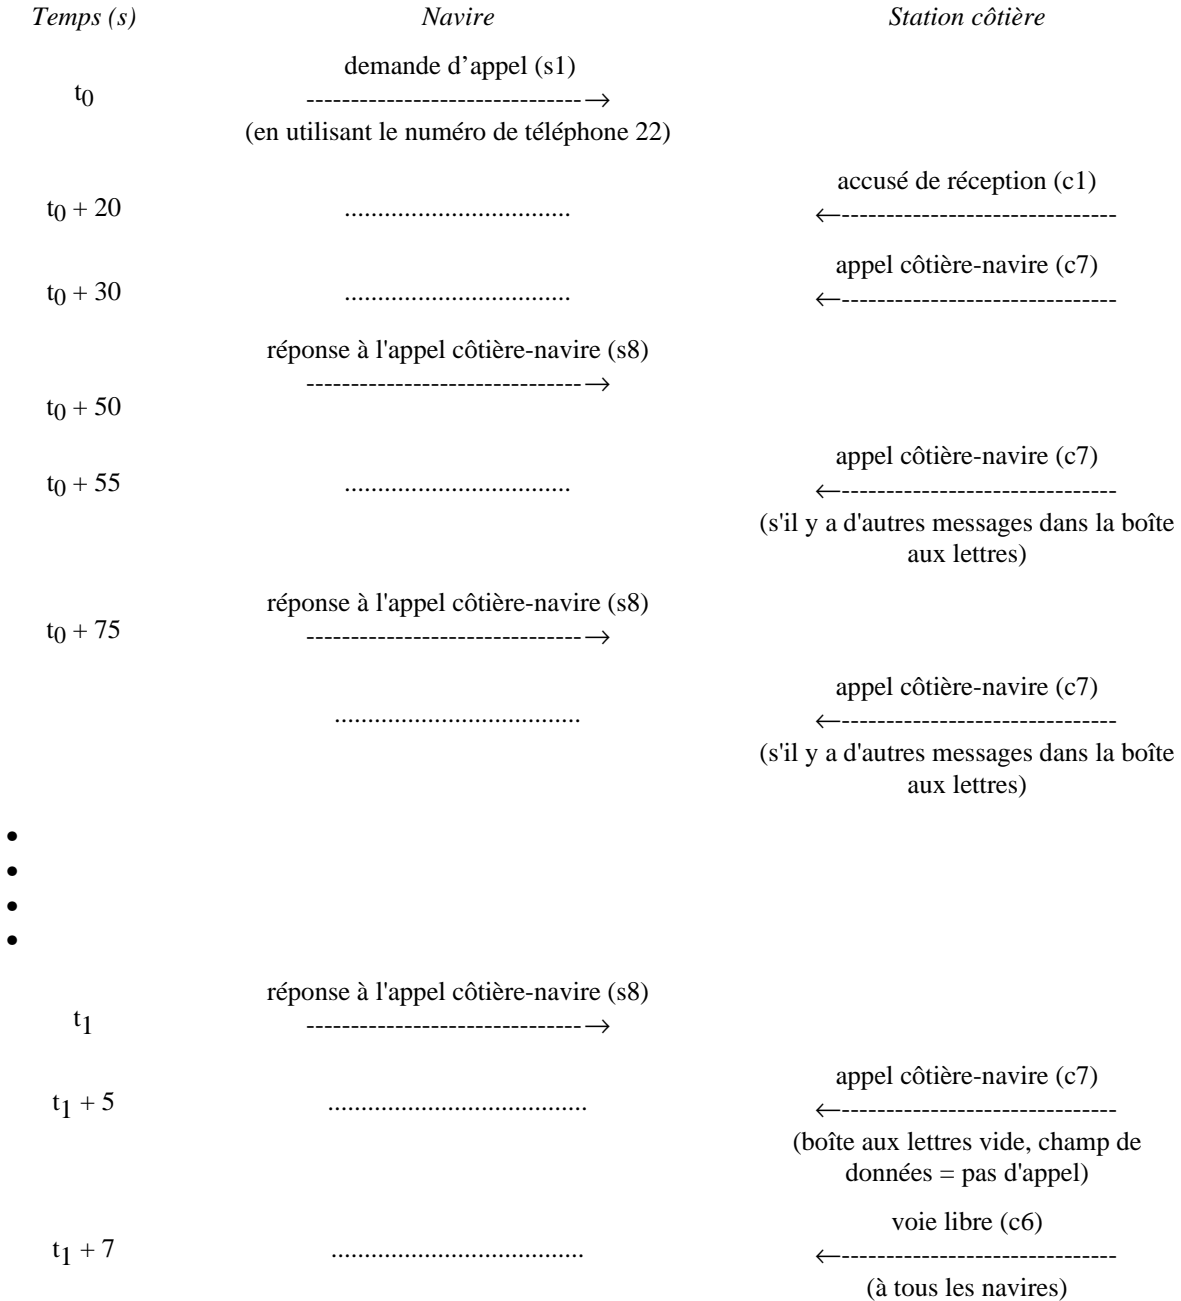 Temps (s) Navire Station côtière
demande d’appel (s1)
t0 -------------------------------→
(en utilisant le numéro de téléphone 22)
accusé de réception (c1)
t0 + 20 .................................. ←-------------------------------
appel côtière-navire (c7)
t0 + 30 .................................. ←-------------------------------
réponse à l'appel côtière-navire (s8)
-------------------------------→
t0 + 50
appel côtière-navire (c7)
t0 + 55 .................................. ←-------------------------------
(s'il y a d'autres messages dans la boîte
aux lettres)
réponse à l'appel côtière-navire (s8)
t0 + 75 -------------------------------→
appel côtière-navire (c7)
..................................... ←-------------------------------
(s'il y a d'autres messages dans la boîte
aux lettres)
•
•
•
•
réponse à l'appel côtière-navire (s8)
t1 -------------------------------→
appel côtière-navire (c7)
t1 + 5 ....................................... ←-------------------------------
(boîte aux lettres vide, champ de
données = pas d'appel)
voie libre (c6)
t1 + 7 ...................................... ←-------------------------------
(à tous les navires)